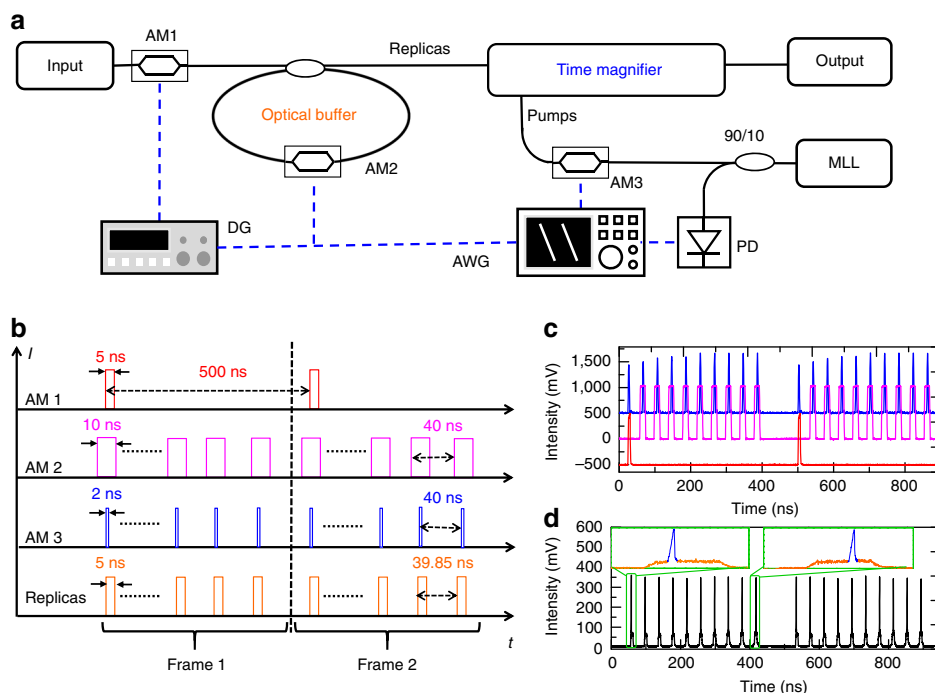 a
AM1
Input
Replicas
Time magnifier
Output
Optical buffer
Pumps
90/10
AM2
AM3
MLL
DG
AWG
PD
b
I
5 ns
500 ns
AM 1
10 ns
40 ns
AM 2
2 ns
40 ns
AM 3
5 ns
39.85 ns
Replicas
t
Frame 1
Frame 2
c
Intensity (mV)
1,500
1,000
500
0
–500
0 200 400 600 800
Time (ns)
d
Intensity (mV)
600
500
400
300
200
100
0
0 200 400 600 800
Time (ns)